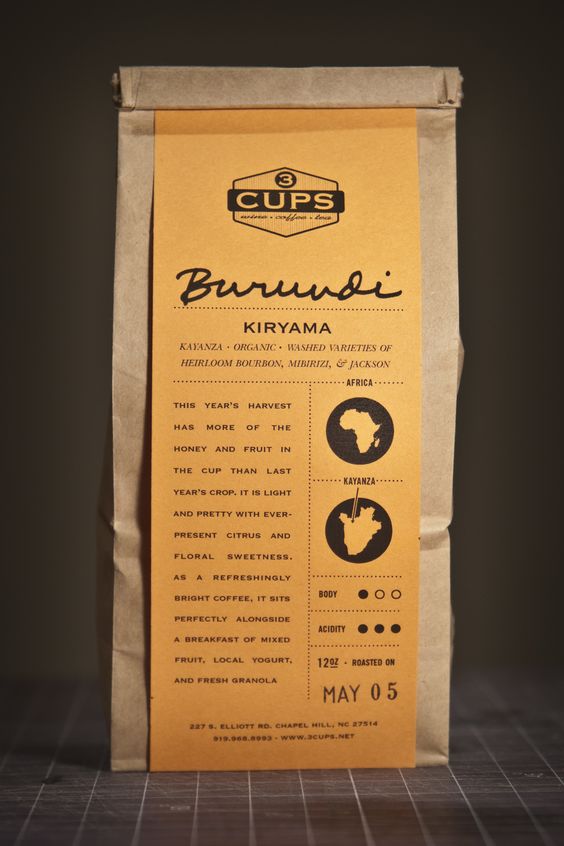 3
CUPS
wine • coffee • tea
Burundi
KIRYAMA
KAYANZA • ORGANIC • WASHED VARIETIES OF
HEIRLOOM BOURBON, MIBIRIZI, & JACKSON
THIS YEAR'S HARVEST
HAS MORE OF THE
HONEY AND FRUIT IN
THE CUP THAN LAST
YEAR'S CROP. IT IS LIGHT
AND PRETTY WITH EVER-
PRESENT CITRUS AND
FLORAL SWEETNESS.
AS A REFRESHINGLY
BRIGHT COFFEE, IT SITS
PERFECTLY ALONGSIDE
A BREAKFAST OF MIXED
FRUIT, LOCAL YOGURT,
AND FRESH GRANOLA
AFRICA
KAYANZA
BODY
ACIDITY
12OZ • ROASTED ON
MAY 05
227 S. ELLIOTT RD. CHAPEL HILL, NC 27514
919.968.8993 • WWW.3CUPS.NET